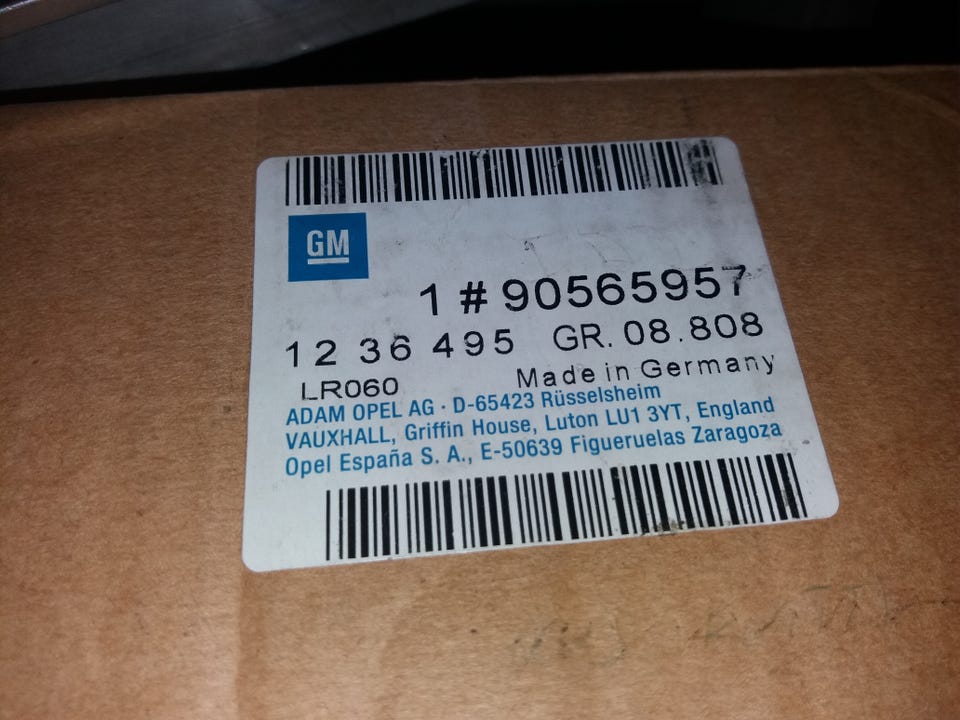 GM
1 # 90565957
12 36 495 GR. 08.808
LR060 Made in Germany
ADAM OPEL AG · D-65423 Rüsselsheim
VAUXHALL, Griffin House, Luton LU1 3YT, England
Opel España S. A., E-50639 Figueruelas Zaragoza